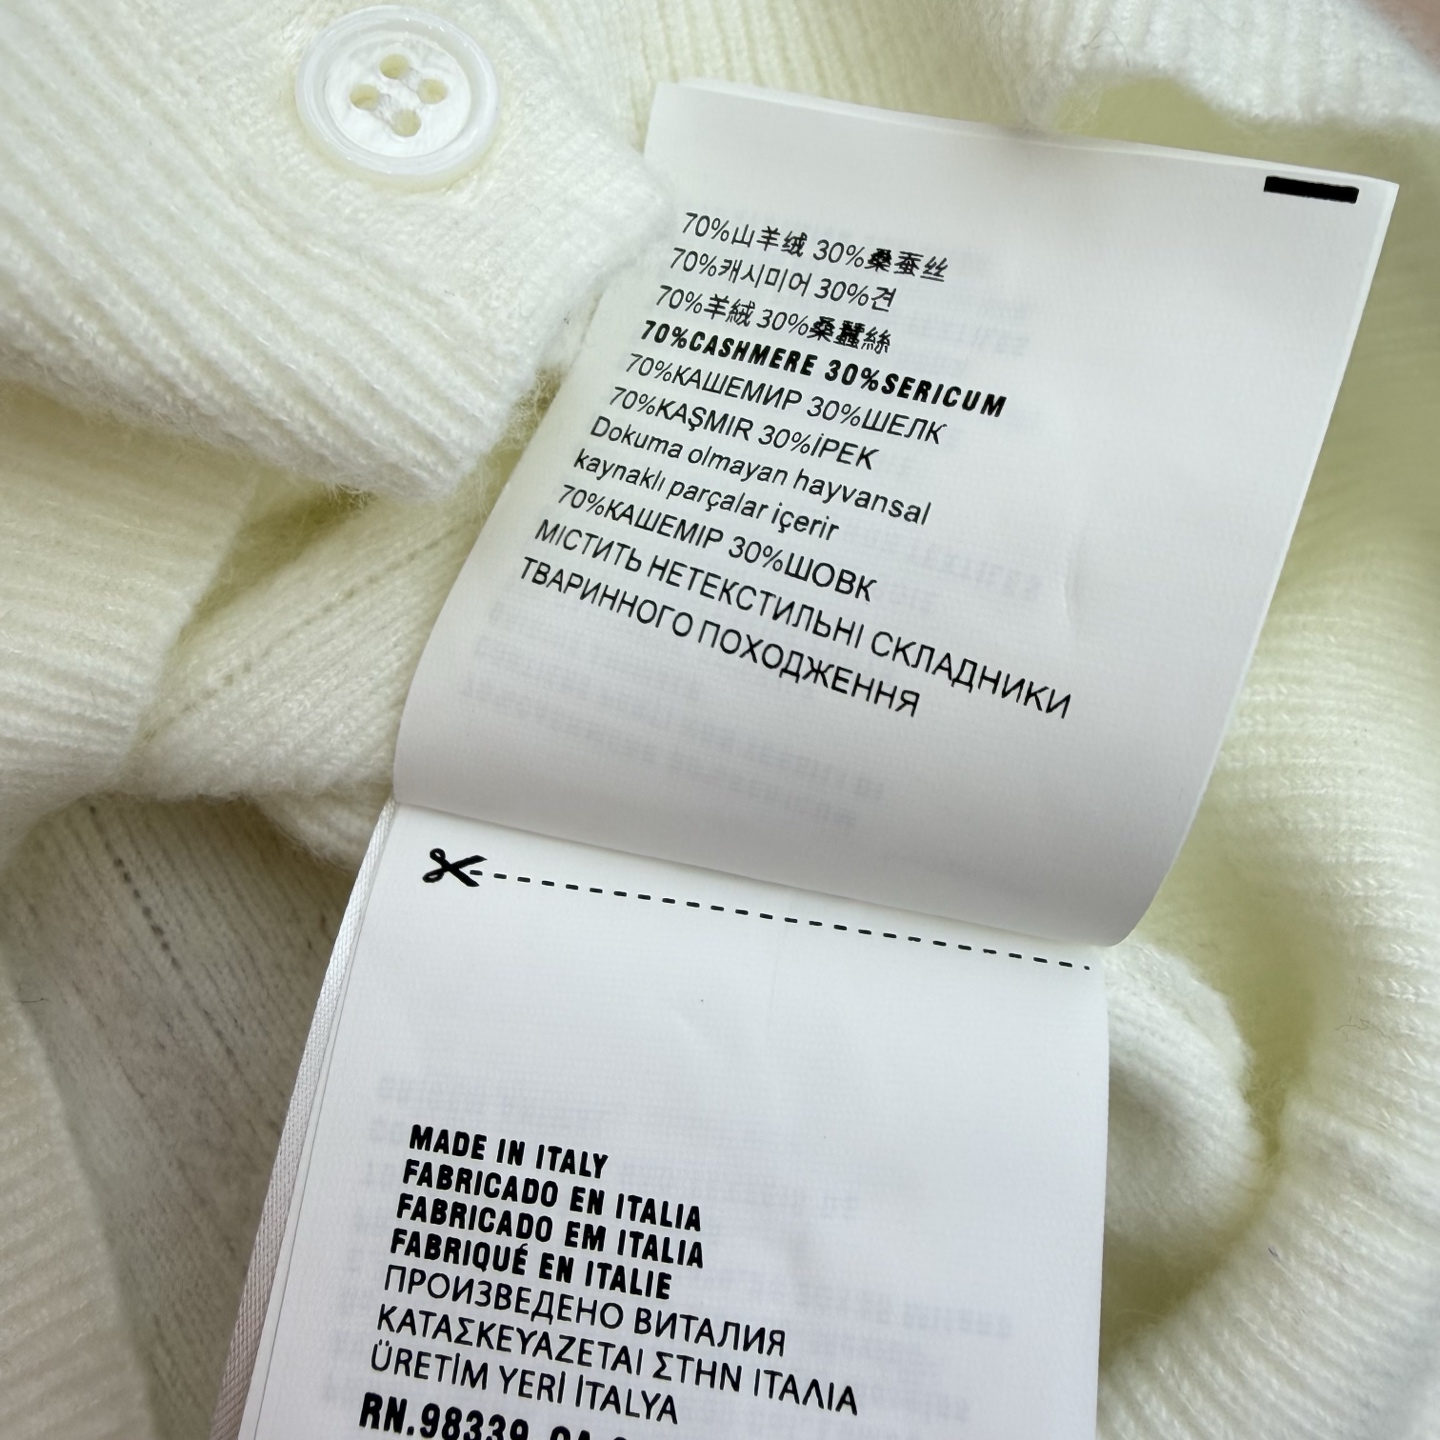 70%山羊绒 30%桑蚕丝
70%캐시미어 30%견
70%羊絨 30%桑蠶絲
70%CASHMERE 30%SERICUM
70%КАШЕМИР 30%ШЕЛК
70%KAŞMIR 30%İPEK
Dokuma olmayan hayvansal
kaynaklı parçalar içerir
70%КАШЕМІР 30%ШОВК
МІСТИТЬ НЕТЕКСТИЛЬНІ СКЛАДНИКИ
ТВАРИННОГО ПОХОДЖЕННЯ
MADE IN ITALY
FABRICADO EN ITALIA
FABRICADO EM ITALIA
FABRIQUÉ EN ITALIE
ПРОИЗВЕДЕНО ВИТАЛИЯ
ΚΑΤΑΣΚΕΥΑΖΕΤΑΙ ΣΤΗΝ ΙΤΑΛΙΑ
ÜRETİM YERİ İTALYA
RN.98339